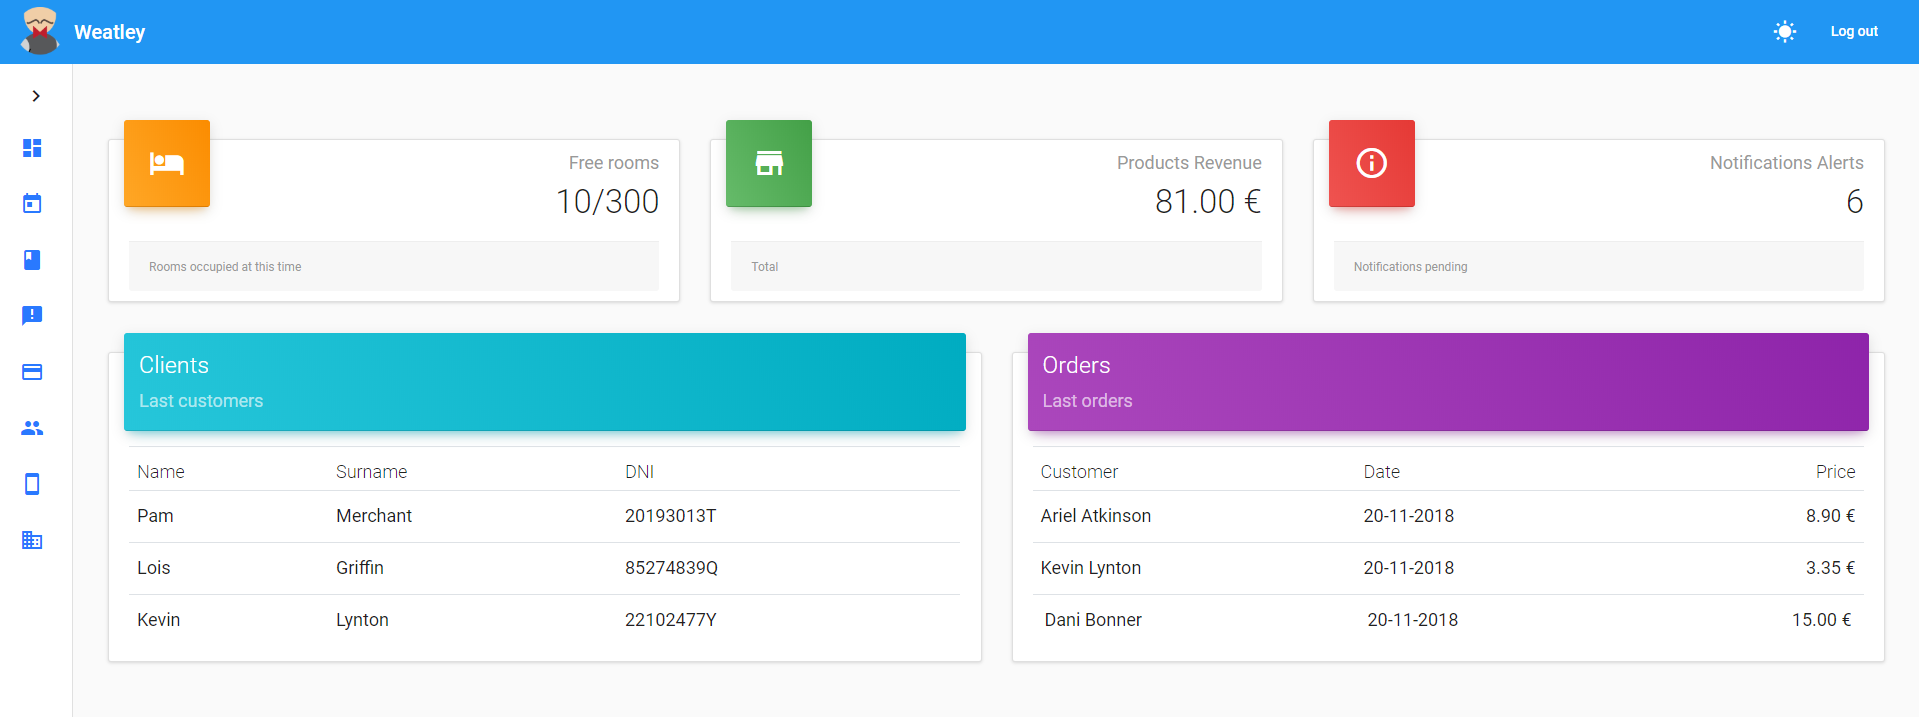 Weatley
Log out
Free rooms
10/300
Rooms occupied at this time
Products Revenue
81.00 €
Total
Notifications Alerts
6
Notifications pending
Clients
Last customers
Name Surname DNI
Pam Merchant 20193013T
Lois Griffin 85274839Q
Kevin Lynton 22102477Y
Orders
Last orders
Customer Date Price
Ariel Atkinson 20-11-2018 8.90 €
Kevin Lynton 20-11-2018 3.35 €
Dani Bonner 20-11-2018 15.00 €